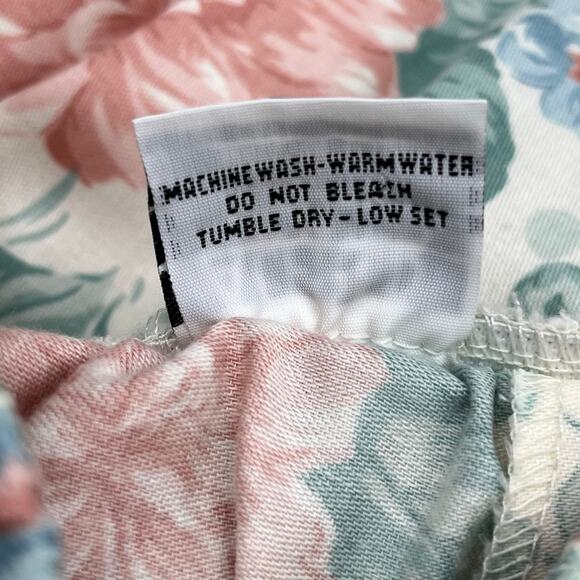 MACHINE WASH-WARM WATER
DO NOT BLEACH
TUMBLE DRY-LOW SET